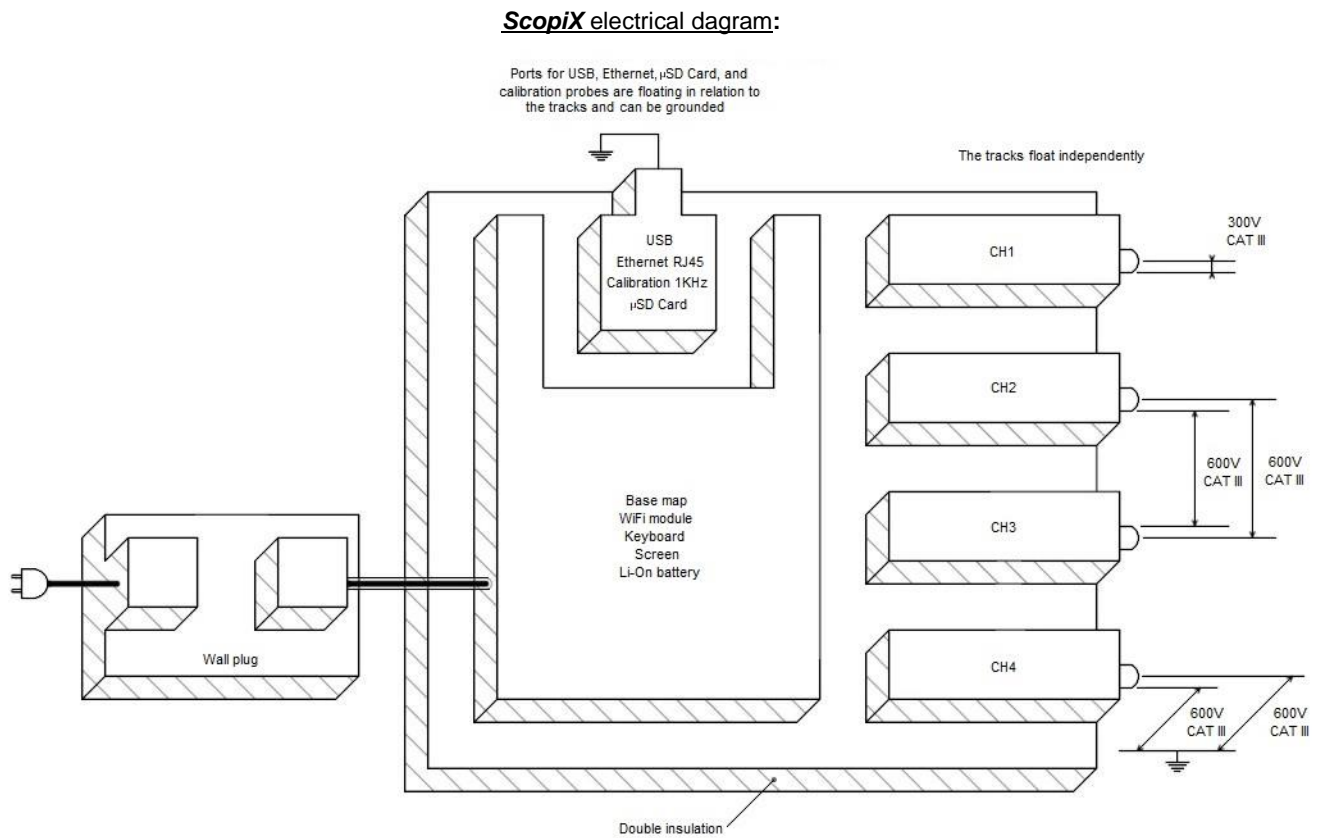 ScopiX electrical dagram:
Ports for USB, Ethernet, µSD Card, and
calibration probes are floating in relation to
the tracks and can be grounded
The tracks float independently
USB
Ethernet RJ45
Calibration 1KHz
µSD Card
CH1
300V
CAT III
CH2
600V
CAT III
600V
CAT III
CH3
Base map
WiFi module
Keyboard
Screen
Li-On battery
Wall plug
CH4
600V
CAT III
600V
CAT III
Double insulation